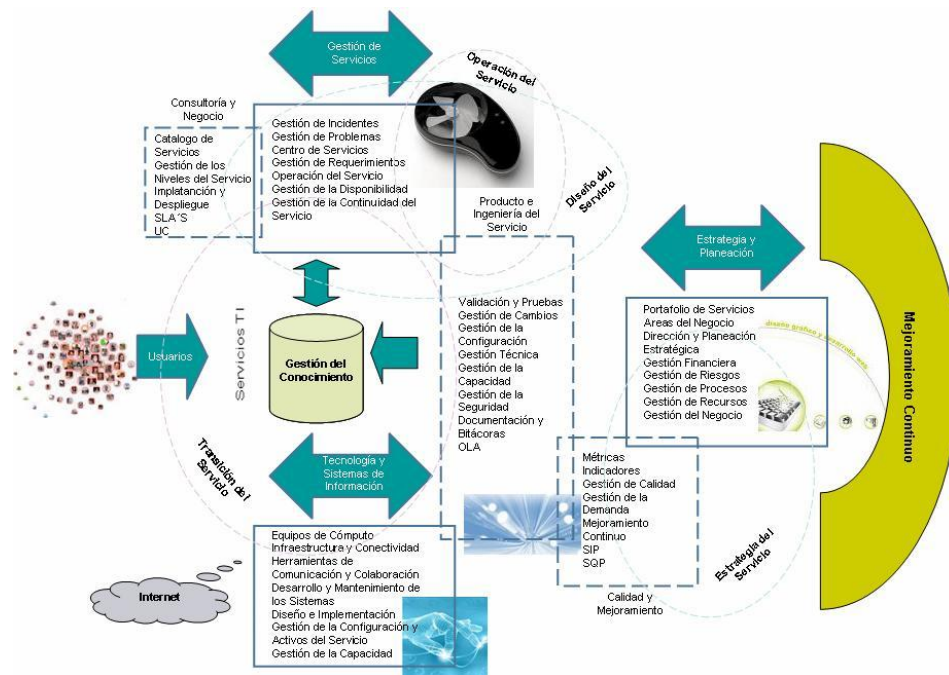 Gestión de
Servicios
Operación del
Servicio
Consultoría y
Negocio
Catalogo de
Servicios
Gestión de los
Niveles del Servicio
Implatanción y
Despliegue
SLA´S
UC
Gestión de Incidentes
Gestión de Problemas
Centro de Servicios
Gestión de Requerimientos
Operación del Servicio
Gestión de la Disponibilidad
Gestión de la Continuidad del
Servicio
Diseño del
Servicio
Producto e
Ingeniería del
Servicio
Estrategia y
Planeación
Validación y Pruebas
Gestión de Cambios
Gestión de la
Configuración
Gestión Técnica
Gestión de la
Capacidad
Gestión de la
Seguridad
Documentación y
Bitácoras
OLA
Portafolio de Servicios
Areas del Negocio
Dirección y Planeación
Estratégica
Gestión Financiera
Gestión de Riesgos
Gestión de Procesos
Gestión de Recursos
Gestión del Negocio
diseño grafico y desarrollo web
Mejoramiento Continuo
Usuarios
Servicios TI
Gestión del
Conocimiento
Transición del
Servicio
Tecnología y
Sistemas de
Información
Métricas
Indicadores
Gestión de Calidad
Gestión de la
Demanda
Mejoramiento
Continuo
SIP
SQP
Estrategia del
Servicio
Calidad y
Mejoramiento
Internet
Equipos de Cómputo
Infraestructura y Conectividad
Herramientas de
Comunicación y Colaboración
Desarrollo y Mantenimiento de
los Sistemas
Diseño e Implementación
Gestión de la Configuración y
Activos del Servicio
Gestión de la Capacidad